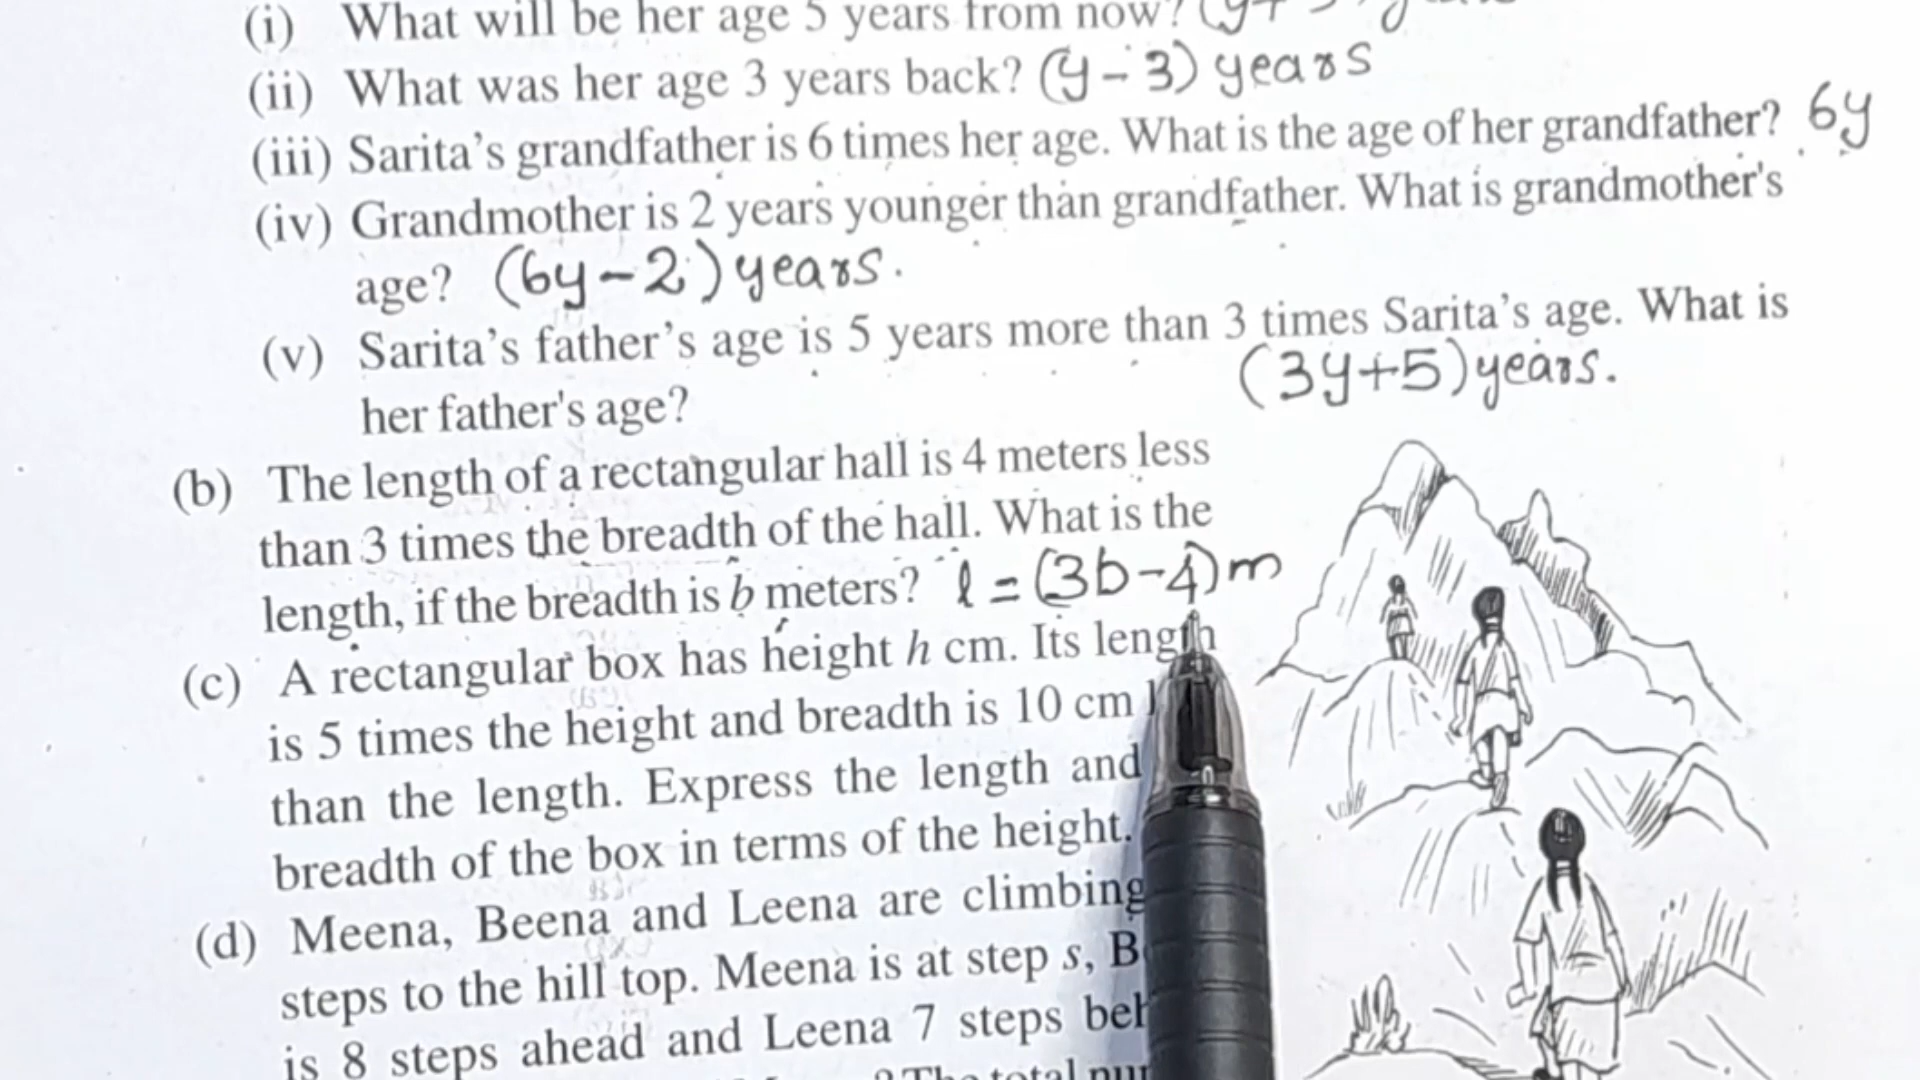 (i) What will be her age 5 years from now? (y+
(ii) What was her age 3 years back? (y-3) years
(iii) Sarita's grandfather is 6 times her age. What is the age of her grandfather? 6y
(iv) Grandmother is 2 years younger than grandfather. What is grandmother's
age? (6y-2) years.
(v) Sarita's father's age is 5 years more than 3 times Sarita's age. What is
her father's age? (3y+5) years.
(b) The length of a rectangular hall is 4 meters less
than 3 times the breadth of the hall. What is the
length, if the breadth is b meters? l = (3b-4)m
(c) A rectangular box has height h cm. Its length
is 5 times the height and breadth is 10 cm
than the length. Express the length and
breadth of the box in terms of the height.
(d) Meena, Beena and Leena are climbing
steps to the hill top. Meena is at step s,
is 8 steps ahead and Leena 7 steps
The total